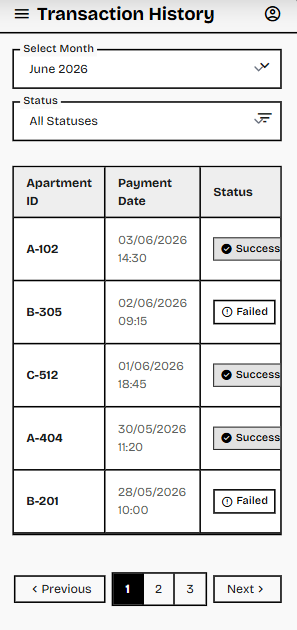 Transaction History
Select Month
June 2026
Status
All Statuses
Apartment ID
Payment Date
Status
A-102
03/06/2026 14:30
Success
B-305
02/06/2026 09:15
Failed
C-512
01/06/2026 18:45
Success
A-404
30/05/2026 11:20
Success
B-201
28/05/2026 10:00
Failed
Previous
1
2
3
Next